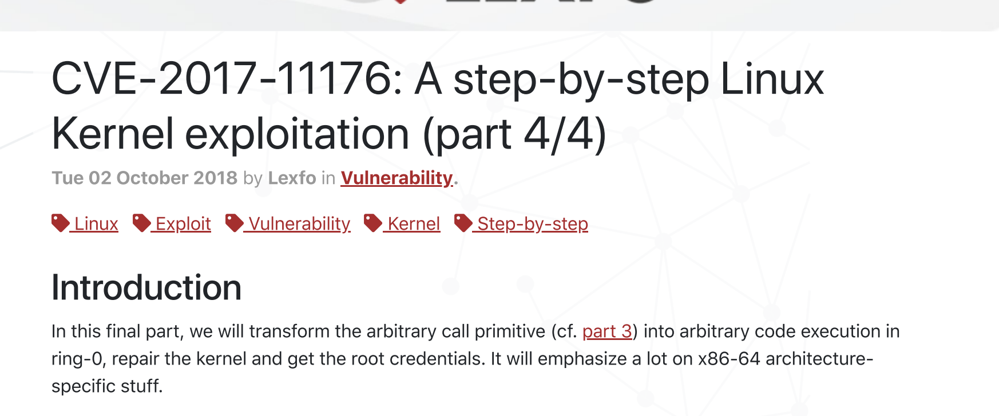 CVE-2017-11176: A step-by-step Linux
Kernel exploitation (part 4/4)
Tue 02 October 2018 by Lexfo in Vulnerability.
Linux Exploit Vulnerability Kernel Step-by-step
Introduction
In this final part, we will transform the arbitrary call primitive (cf. part 3) into arbitrary code execution in
ring-0, repair the kernel and get the root credentials. It will emphasize a lot on x86-64 architecture-
specific stuff.